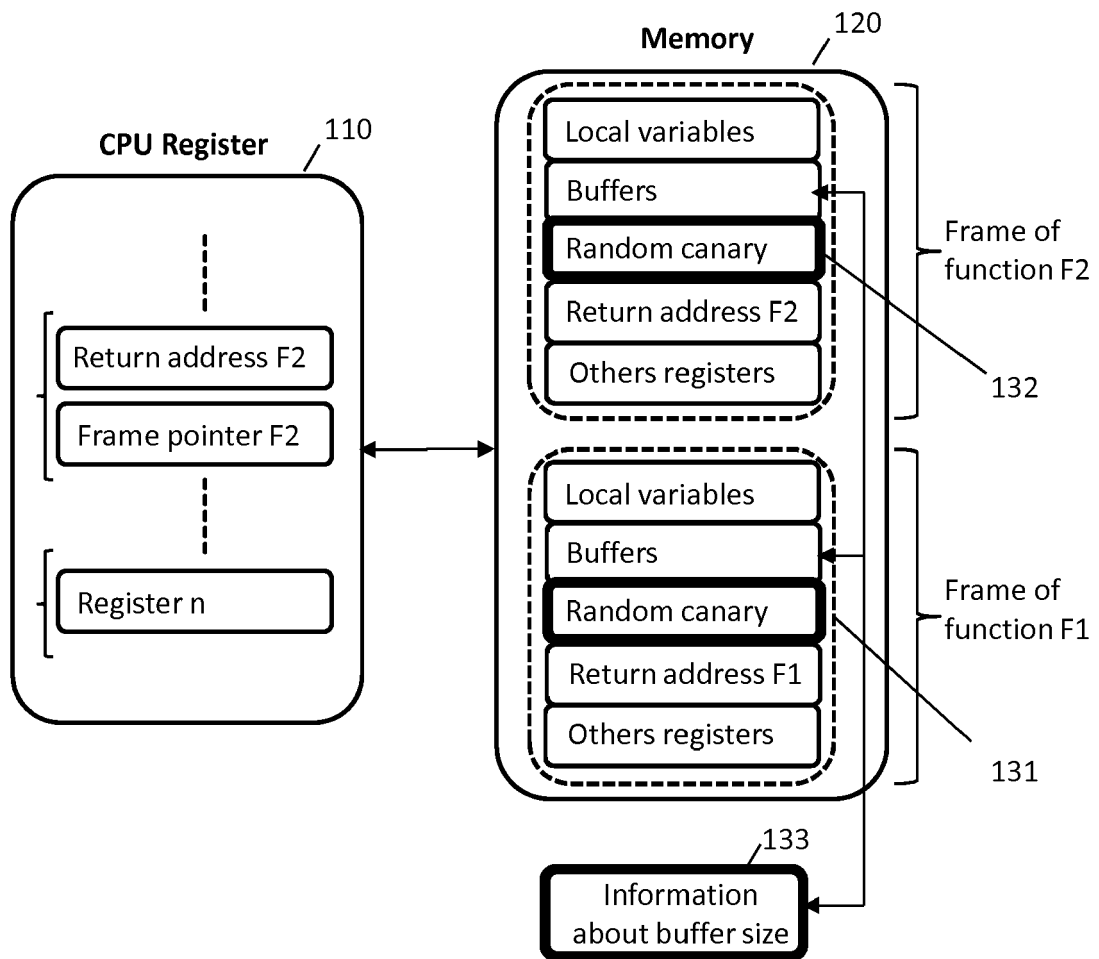 Memory
120
CPU Register
110
Return address F2
Frame pointer F2
Register n
Local variables
Buffers
Random canary
Return address F2
Others registers
Frame of
function F2
132
Local variables
Buffers
Random canary
Return address F1
Others registers
Frame of
function F1
131
133
Information
about buffer size